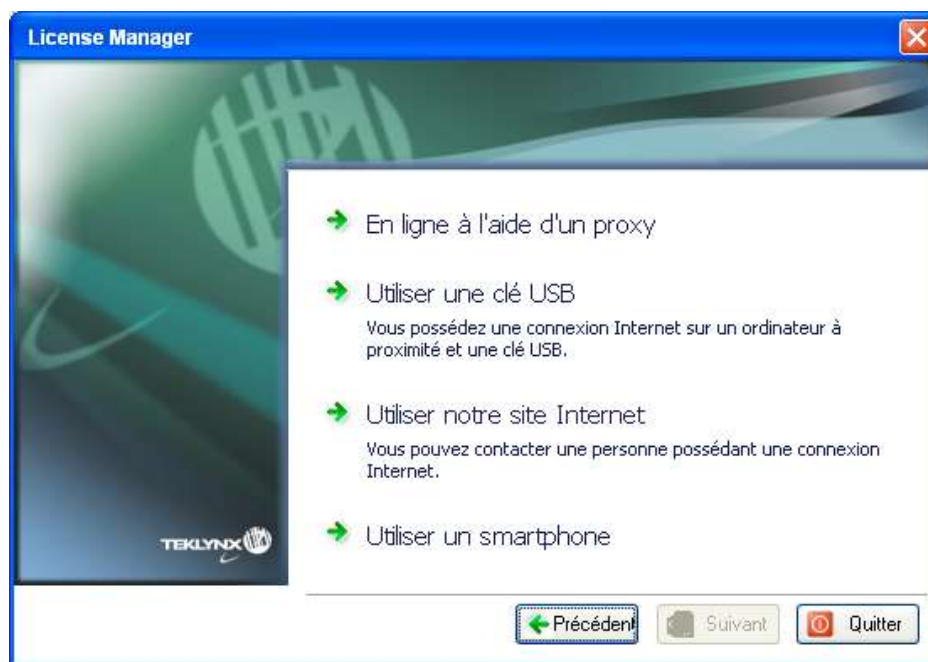 License Manager
En ligne à l'aide d'un proxy
Utiliser une clé USB
Vous possédez une connexion Internet sur un ordinateur à
proximité et une clé USB.
Utiliser notre site Internet
Vous pouvez contacter une personne possédant une connexion
Internet.
Utiliser un smartphone
TEKLYNX
Précédent Suivant Quitter